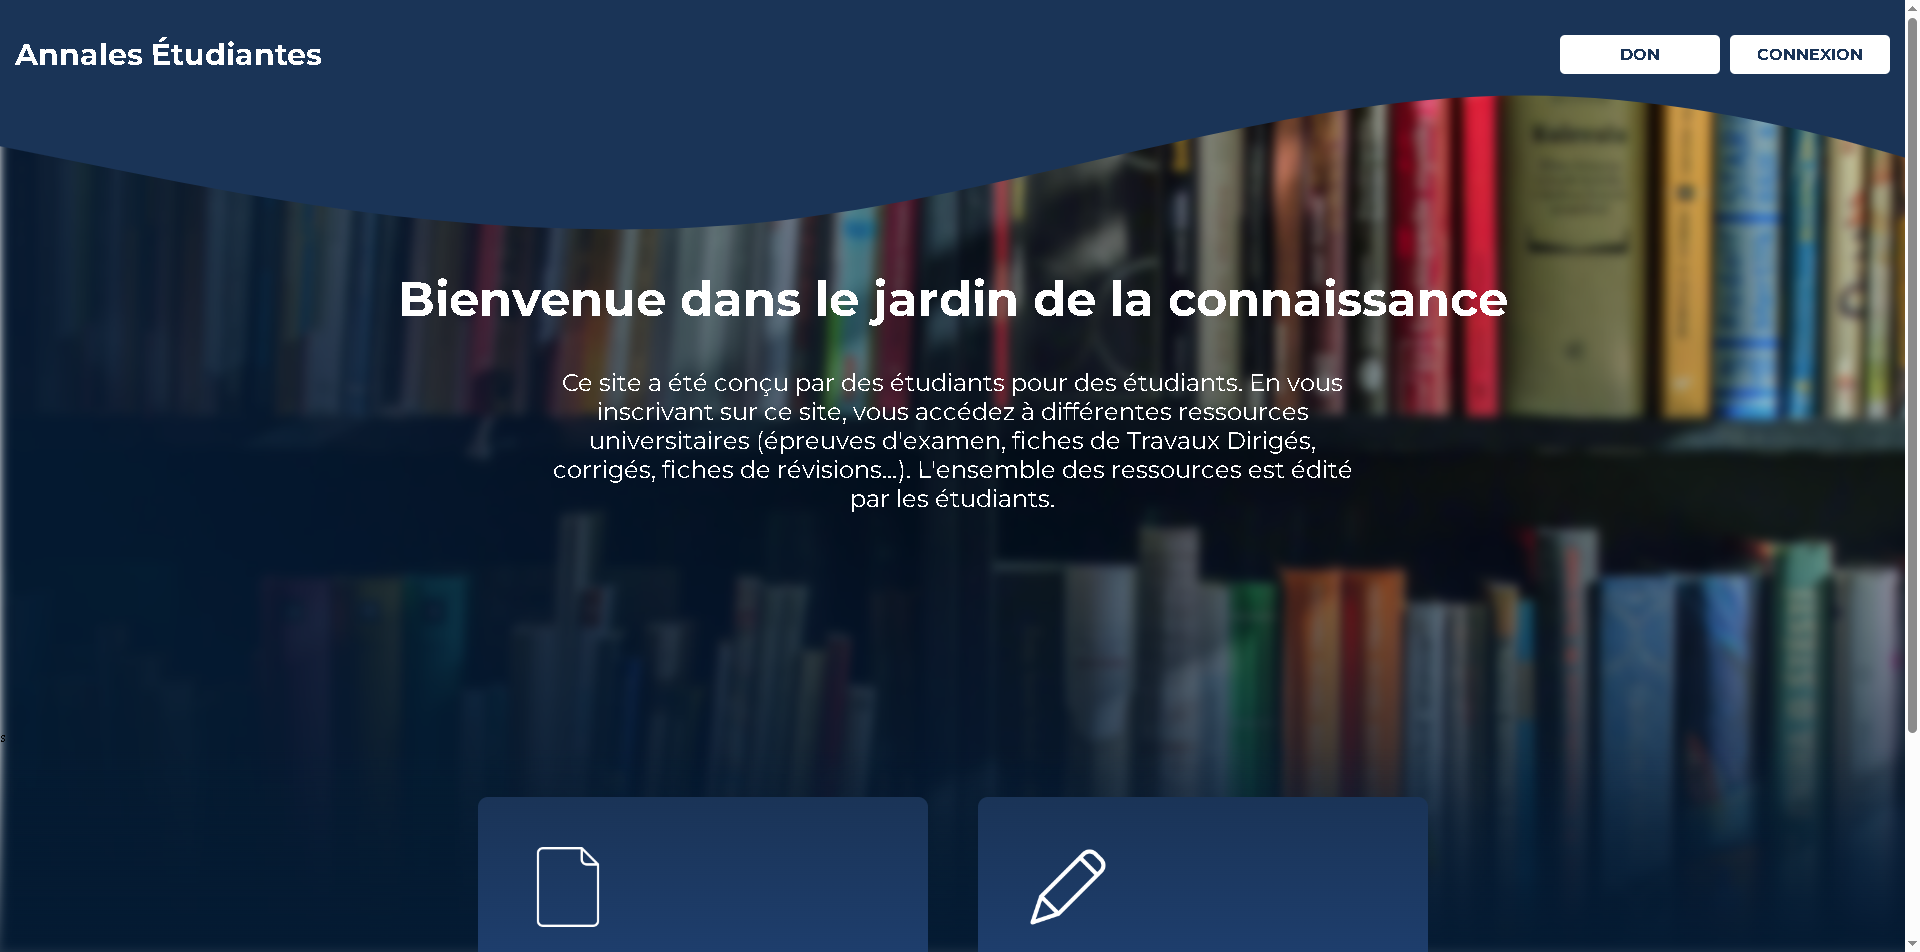 Annales Étudiantes
DON
CONNEXION
Bienvenue dans le jardin de la connaissance
Ce site a été conçu par des étudiants pour des étudiants. En vous
inscrivant sur ce site, vous accédez à différentes ressources
universitaires (épreuves d'examen, fiches de Travaux Dirigés,
corrigés, fiches de révisions...). L'ensemble des ressources est édité
par les étudiants.
s